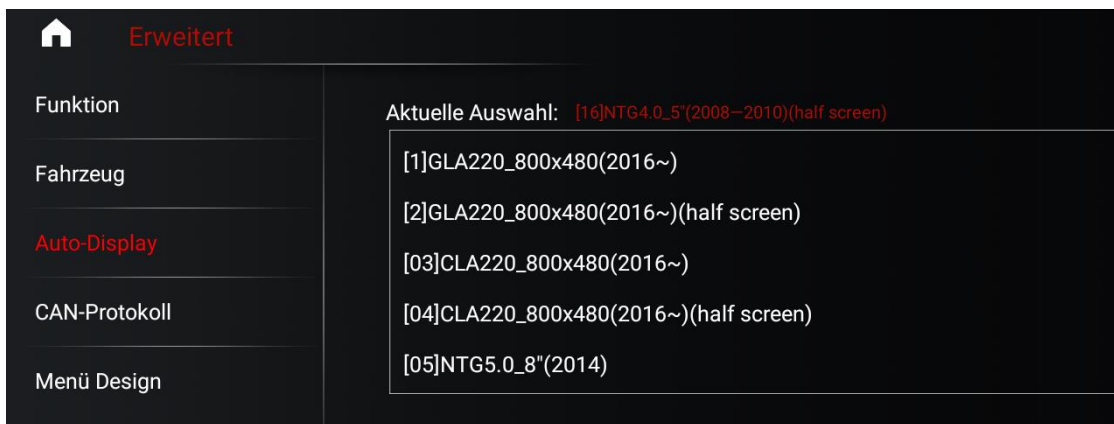 Erweitert
Funktion
Fahrzeug
Auto-Display
CAN-Protokoll
Menü Design
Aktuelle Auswahl: [16]NTG4.0_5"(2008—2010)(half screen)
[1]GLA220_800x480(2016~)
[2]GLA220_800x480(2016~)(half screen)
[03]CLA220_800x480(2016~)
[04]CLA220_800x480(2016~)(half screen)
[05]NTG5.0_8"(2014)